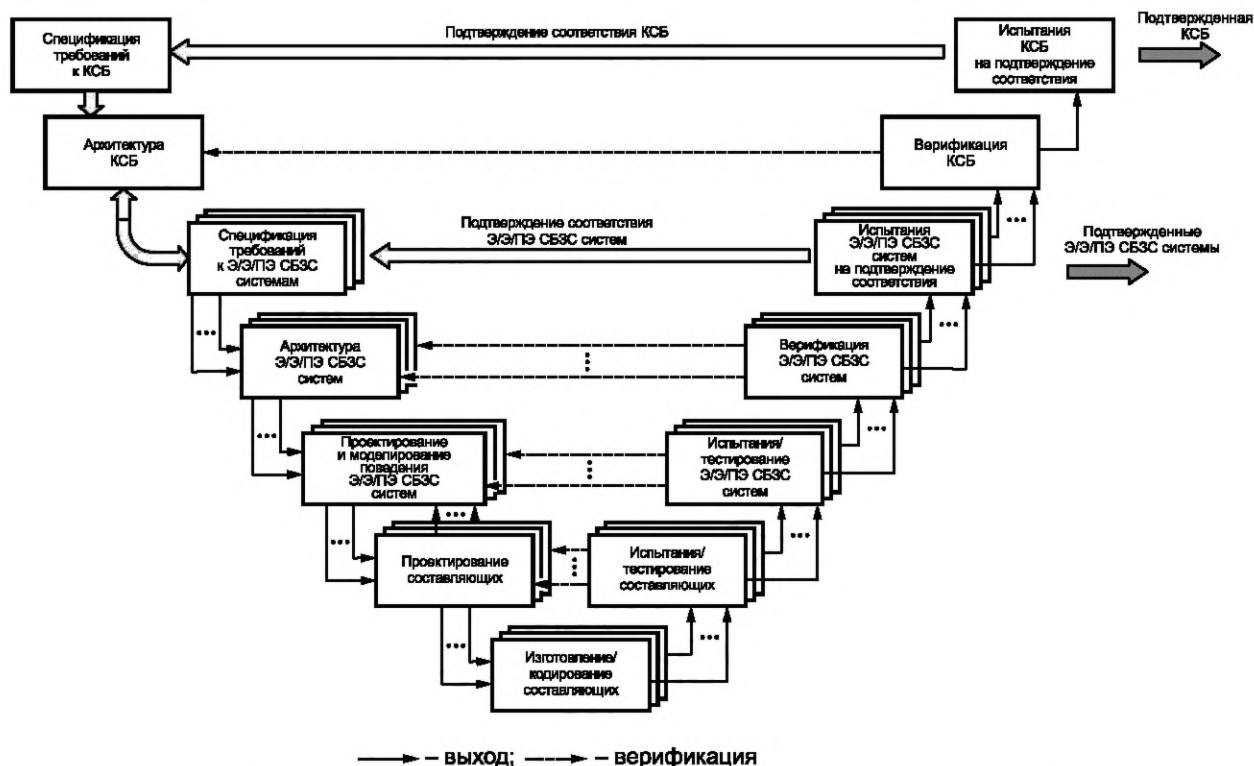 Спецификация
требований
к КСБ
Подтверждение соответствия КСБ
Испытания
КСБ
на подтверждение
соответствия
Подтвержденная
КСБ
Архитектура
КСБ
Верификация
КСБ
Спецификация
требований
к Э/Э/ПЭ СБЗС
системам
Подтверждение соответствия
Э/Э/ПЭ СБЗС систем
Испытания
Э/Э/ПЭ СБЗС
систем
на подтверждение
соответствия
Подтвержденные
Э/Э/ПЭ СБЗС системы
Архитектура
Э/Э/ПЭ СБЗС
систем
Верификация
Э/Э/ПЭ СБЗС
систем
Проектирование
и моделирование
поведения
Э/Э/ПЭ СБЗС
систем
Испытания/
тестирование
Э/Э/ПЭ СБЗС
систем
Проектирование
составляющих
Испытания/
тестирование
составляющих
Изготовление/
кодирование
составляющих
– выход; – верификация